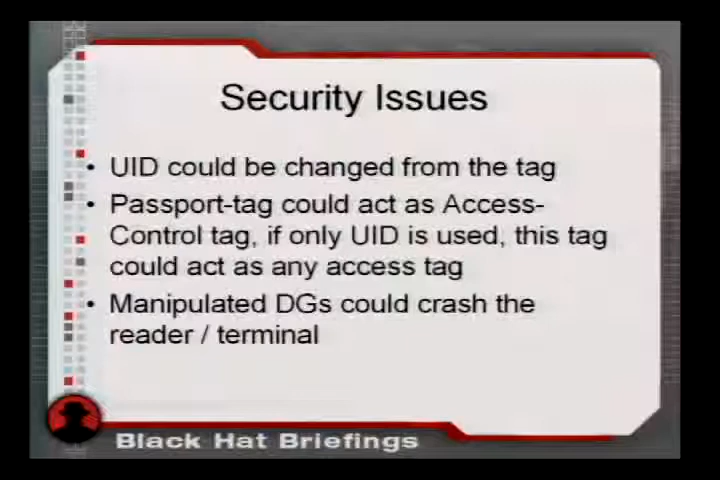 Security Issues
• UID could be changed from the tag
• Passport-tag could act as Access-
Control tag, if only UID is used, this tag
could act as any access tag
• Manipulated DGs could crash the
reader / terminal
Black Hat Briefings